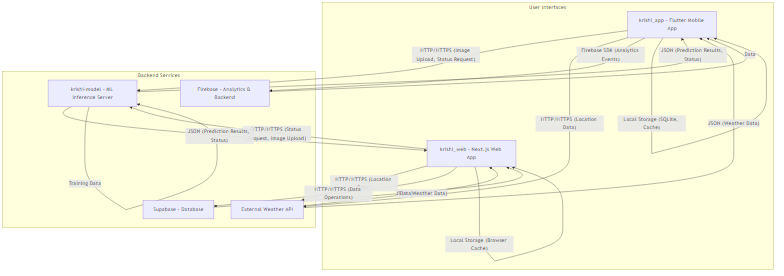 User Interfaces
krishi_app - Flutter Mobile
App
HTTP/HTTPS (Image
Upload, Status Request)
Firebase SDK (Analytics
Events)
JSON (Prediction Results,
Status)
Data
Backend Services
krishi-model - ML
Inference Server
Firebase - Analytics &
Backend
Local Storage (SQLite,
Cache)
HTTP/HTTPS (Location
Data)
JSON (Weather Data)
JSON (Prediction Results,
Status)
HTTP/HTTPS (Status
Request, Image Upload)
krishi_web - Next.js Web
App
Training Data
HTTP/HTTPS (Location
HTTP/HTTPS (Data
Operations)
Weather Data)
Supabase - Database
External Weather API
Local Storage (Browser
Cache)